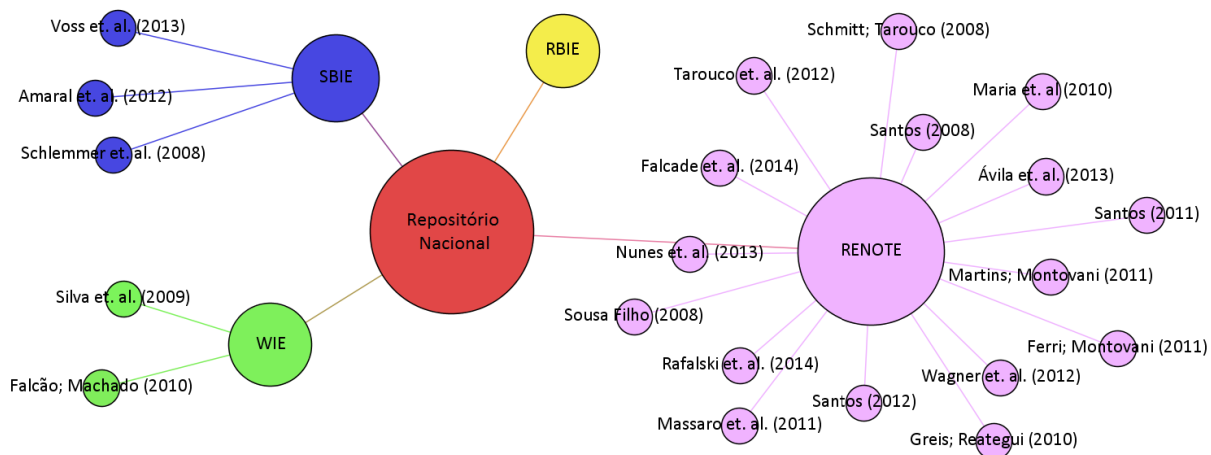 Voss et. al. (2013)
SBIE
Amaral et. al. (2012)
Schlemmer et. al. (2008)
RBIE
Repositório
Nacional
Silva et. al. (2009)
WIE
Falcão; Machado (2010)
Schmitt; Tarouco (2008)
Tarouco et. al. (2012)
Maria et. al (2010)
Santos (2008)
Falcade et. al. (2014)
Ávila et. al. (2013)
Santos (2011)
Nunes et. al. (2013)
RENOTE
Martins; Montovani (2011)
Sousa Filho (2008)
Ferri; Montovani (2011)
Rafalski et. al. (2014)
Wagner et. al. (2012)
Santos (2012)
Massaro et. al. (2011)
Greis; Reategui (2010)